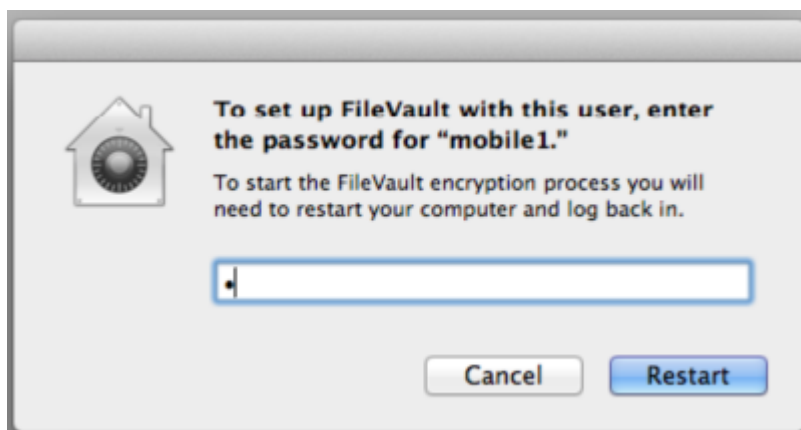 To set up FileVault with this user, enter
the password for “mobile1.”
To start the FileVault encryption process you will
need to restart your computer and log back in.
•
Cancel
Restart